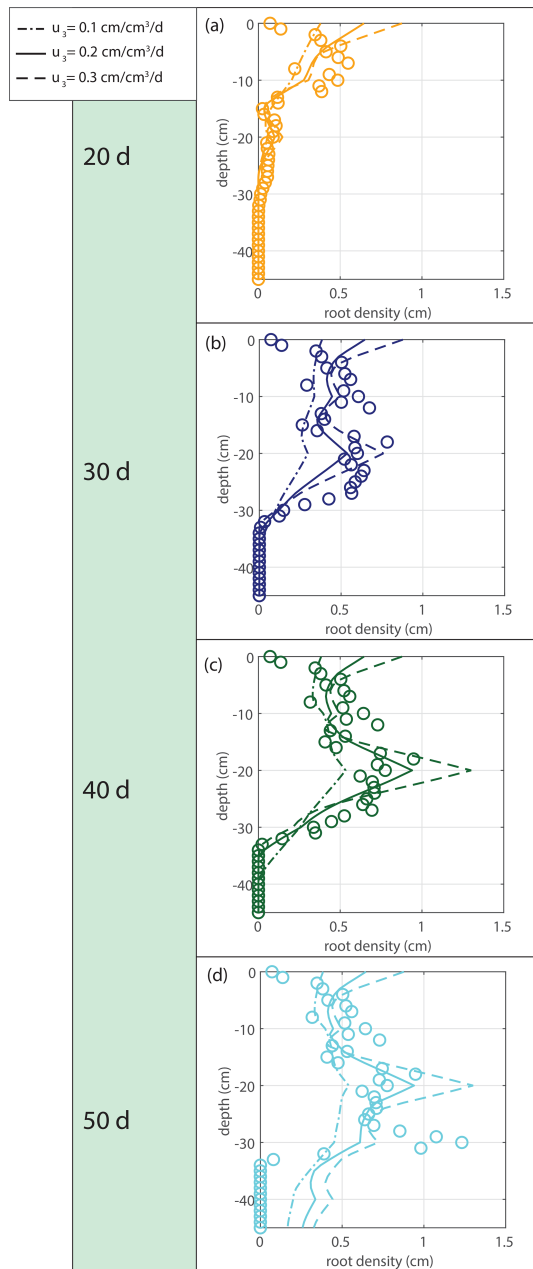 u₃= 0.1 cm/cm³/d
u₃= 0.2 cm/cm³/d
u₃= 0.3 cm/cm³/d
20 d
(a)
0
-10
-20
-30
-40
depth (cm)
0 0.5 1 1.5
root density (cm)
30 d
(b)
0
-10
-20
-30
-40
depth (cm)
0 0.5 1 1.5
root density (cm)
40 d
(c)
0
-10
-20
-30
-40
depth (cm)
0 0.5 1 1.5
root density (cm)
50 d
(d)
0
-10
-20
-30
-40
depth (cm)
0 0.5 1 1.5
root density (cm)